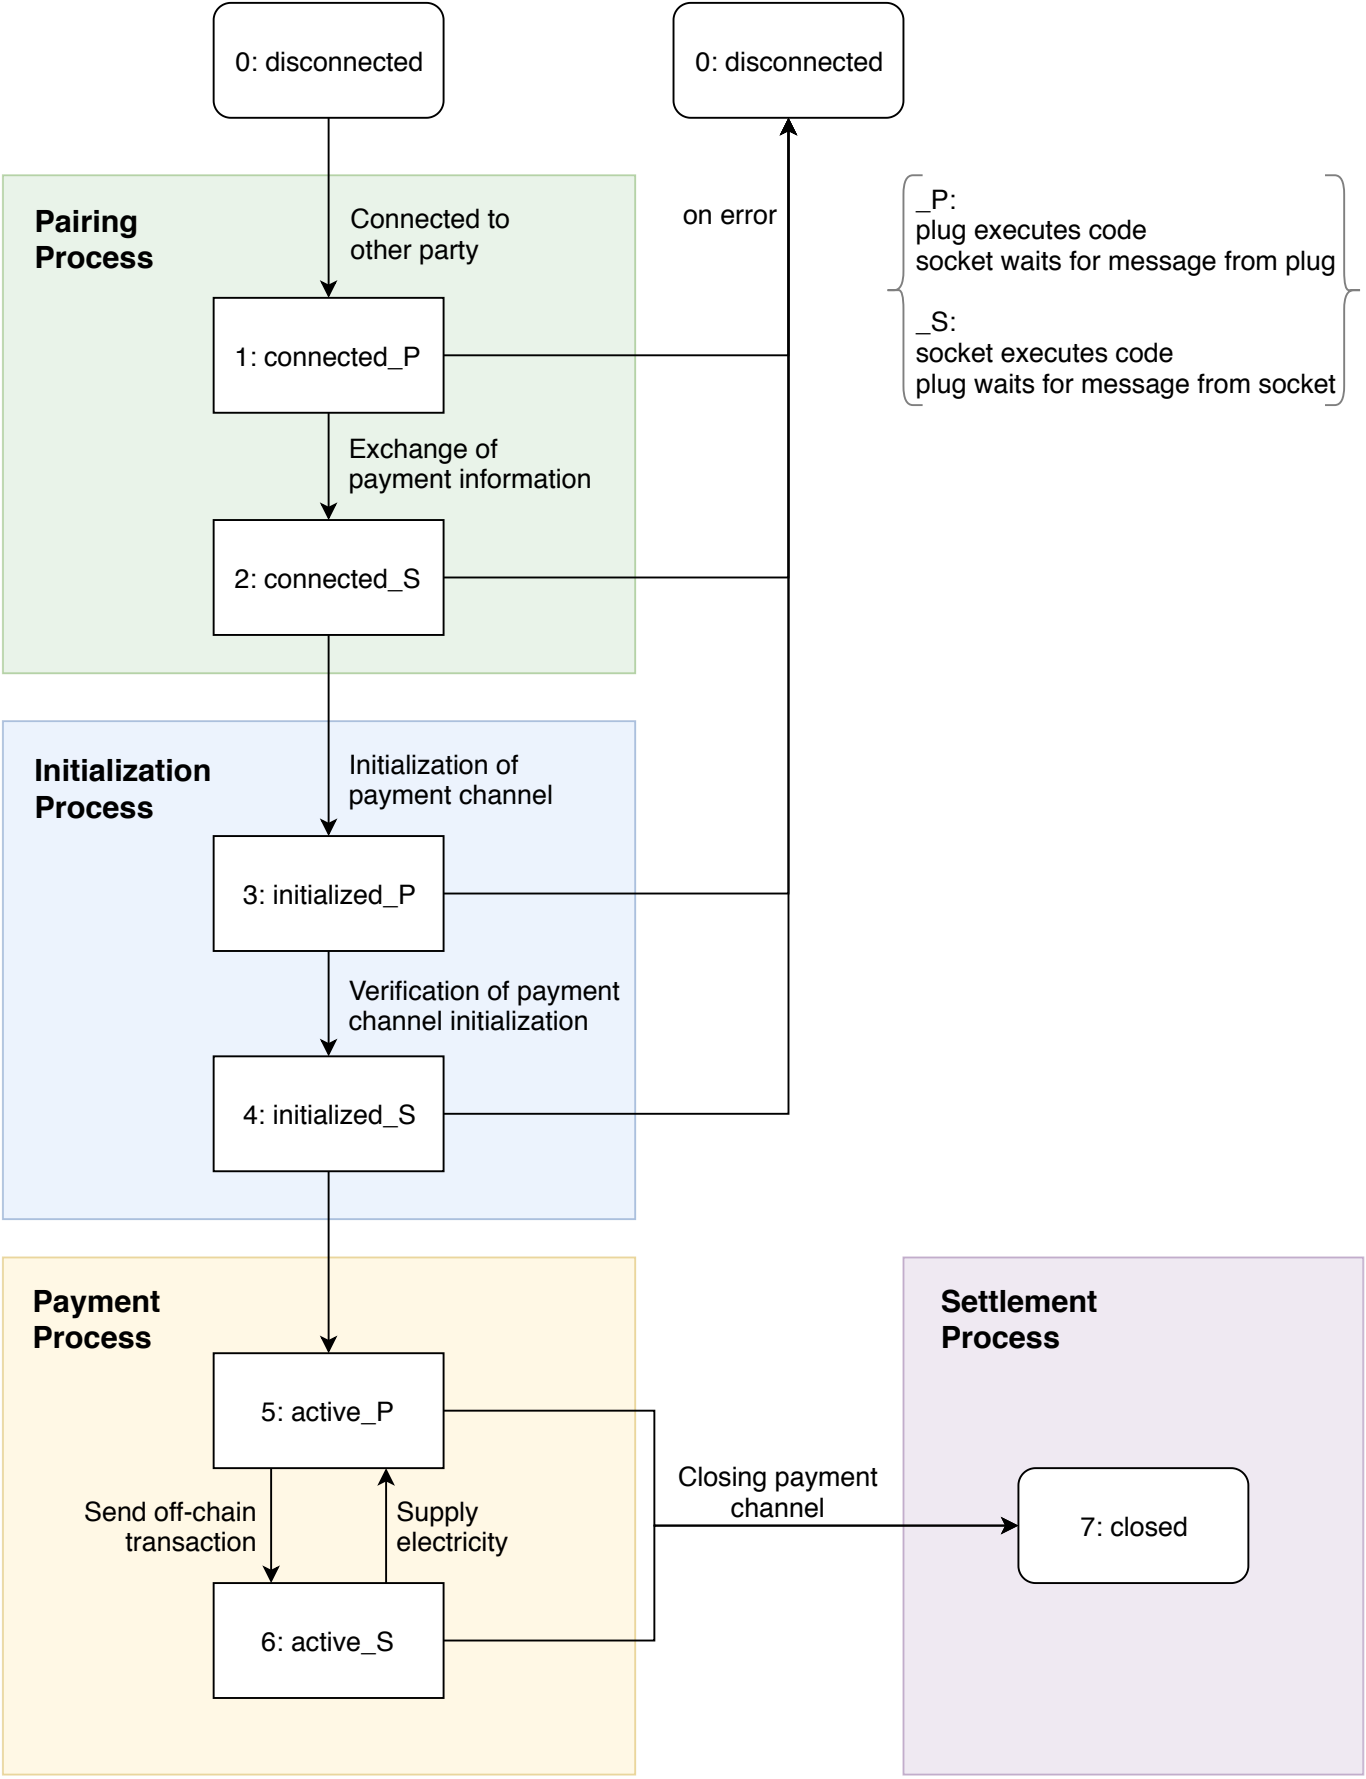 0: disconnected
0: disconnected
Pairing
Process
Connected to
other party
on error
_P:
plug executes code
socket waits for message from plug
_S:
socket executes code
plug waits for message from socket
1: connected_P
Exchange of
payment information
2: connected_S
Initialization
Process
Initialization of
payment channel
3: initialized_P
Verification of payment
channel initialization
4: initialized_S
Payment
Process
Settlement
Process
5: active_P
Send off-chain
transaction
Supply
electricity
Closing payment
channel
7: closed
6: active_S